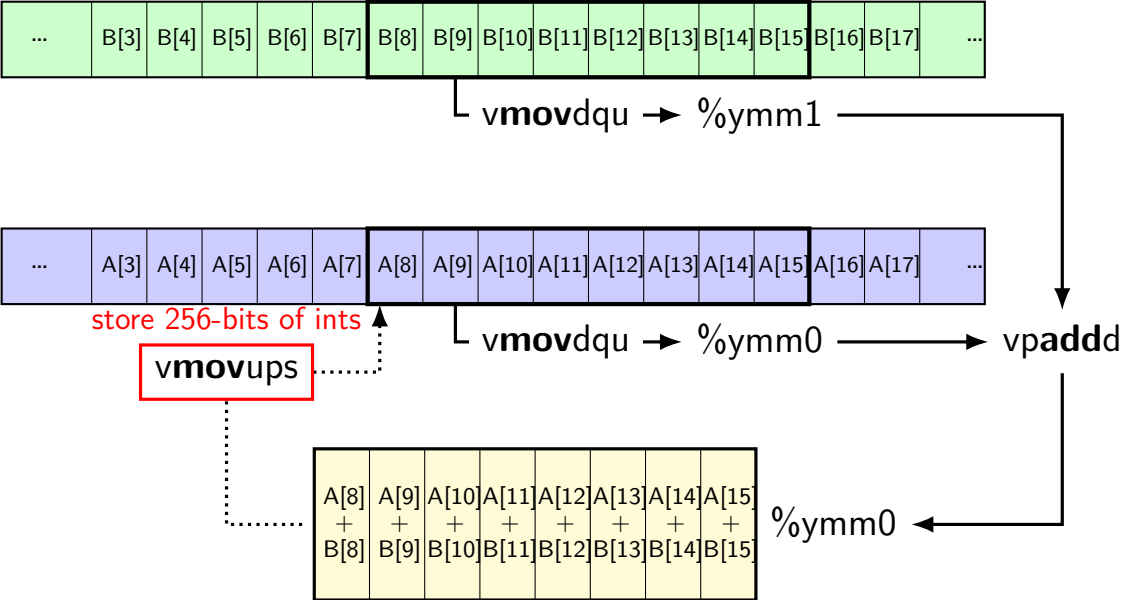 ... B[3] B[4] B[5] B[6] B[7] B[8] B[9] B[10] B[11] B[12] B[13] B[14] B[15] B[16] B[17] ...
vmovdqu %ymm1
... A[3] A[4] A[5] A[6] A[7] A[8] A[9] A[10] A[11] A[12] A[13] A[14] A[15] A[16] A[17] ...
store 256-bits of ints
vmovdqu %ymm0 vpaddd
vmovups
A[8] A[9] A[10] A[11] A[12] A[13] A[14] A[15]
+ + + + + + + + %ymm0
B[8] B[9] B[10] B[11] B[12] B[13] B[14] B[15]